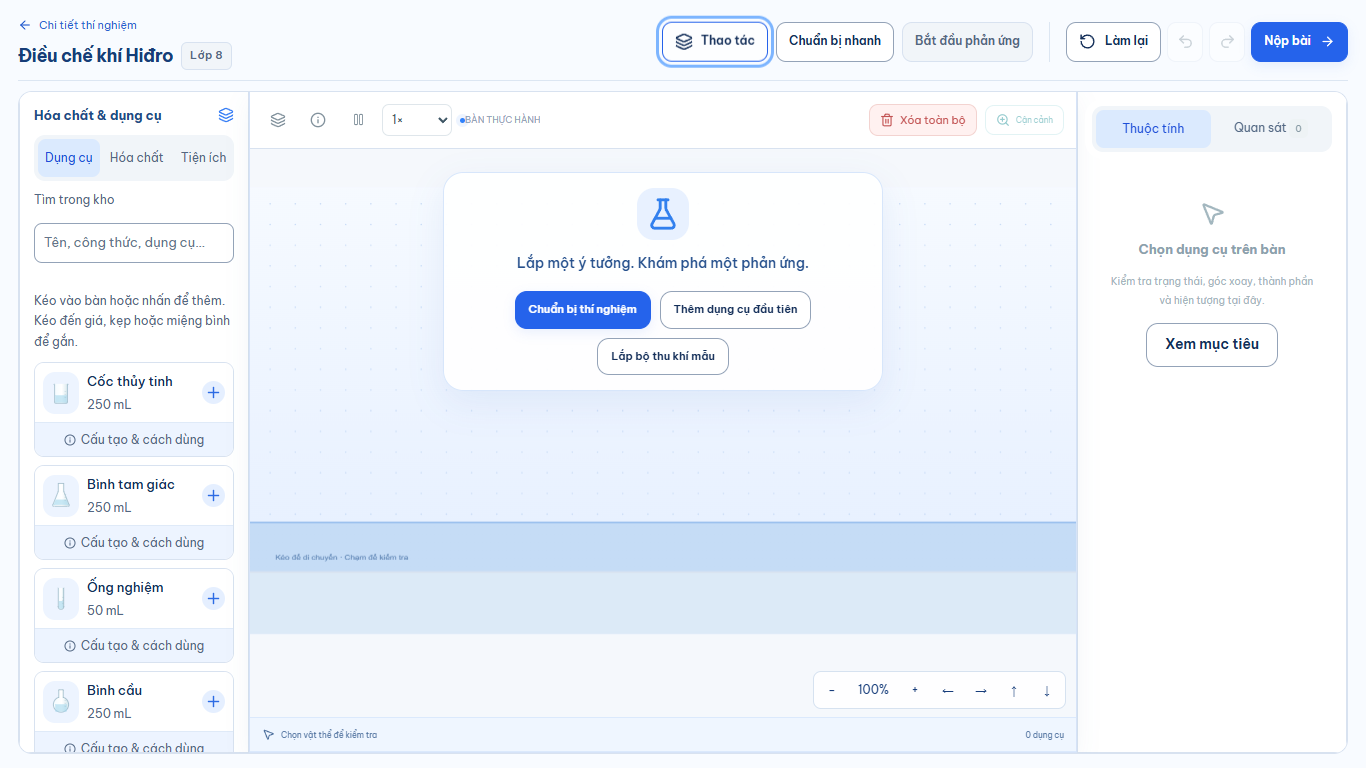 Chi tiết thí nghiệm
Điều chế khí Hiđro
Lớp 8
Thao tác
Chuẩn bị nhanh
Bắt đầu phản ứng
Làm lại
Nộp bài
Hóa chất & dụng cụ
Dụng cụ
Hóa chất
Tiện ích
Tìm trong kho
Tên, công thức, dụng cụ...
Kéo vào bàn hoặc nhấn để thêm.
Kéo đến giá, kẹp hoặc miệng bình
để gắn.
Cốc thủy tinh
250 mL
Cấu tạo & cách dùng
Bình tam giác
250 mL
Cấu tạo & cách dùng
Ống nghiệm
50 mL
Cấu tạo & cách dùng
Bình cầu
250 mL
Cấu tạo & cách dùng
1×
BÀN THỰC HÀNH
Xóa toàn bộ
Cận cảnh
Lắp một ý tưởng. Khám phá một phản ứng.
Chuẩn bị thí nghiệm
Thêm dụng cụ đầu tiên
Lắp bộ thu khí mẫu
Kéo để di chuyển · Chạm để kiểm tra
- 100% + ← → ↑ ↓
Chọn vật thể để kiểm tra
0 dụng cụ
Thuộc tính
Quan sát 0
Chọn dụng cụ trên bàn
Kiểm tra trạng thái, góc xoay, thành phần
và hiện tượng tại đây.
Xem mục tiêu